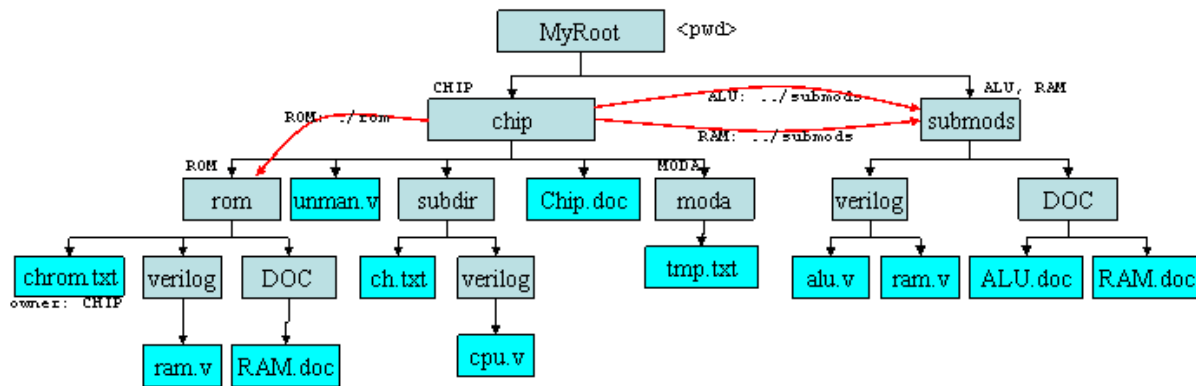 MyRoot
<pwd>
CHIP
ALU, RAM
ALU: ../submods
ROM: ./rom
chip
submods
RAM: ../submods
ROM
MODA
rom
unman.v
subdir
Chip.doc
moda
verilog
DOC
chrom.txt
verilog
DOC
ch.txt
verilog
tmp.txt
alu.v
ram.v
ALU.doc
RAM.doc
owner: CHIP
ram.v
RAM.doc
cpu.v